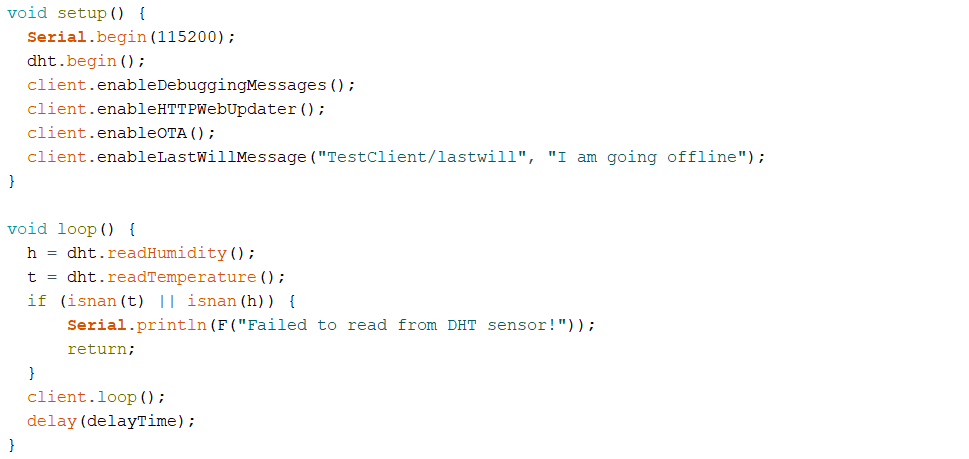 void setup() {
  Serial.begin(115200);
  dht.begin();
  client.enableDebuggingMessages();
  client.enableHTTPWebUpdater();
  client.enableOTA();
  client.enableLastWillMessage("TestClient/lastwill", "I am going offline");
}

void loop() {
  h = dht.readHumidity();
  t = dht.readTemperature();
  if (isnan(t) || isnan(h)) {
      Serial.println(F("Failed to read from DHT sensor!"));
      return;
  }
  client.loop();
  delay(delayTime);
}